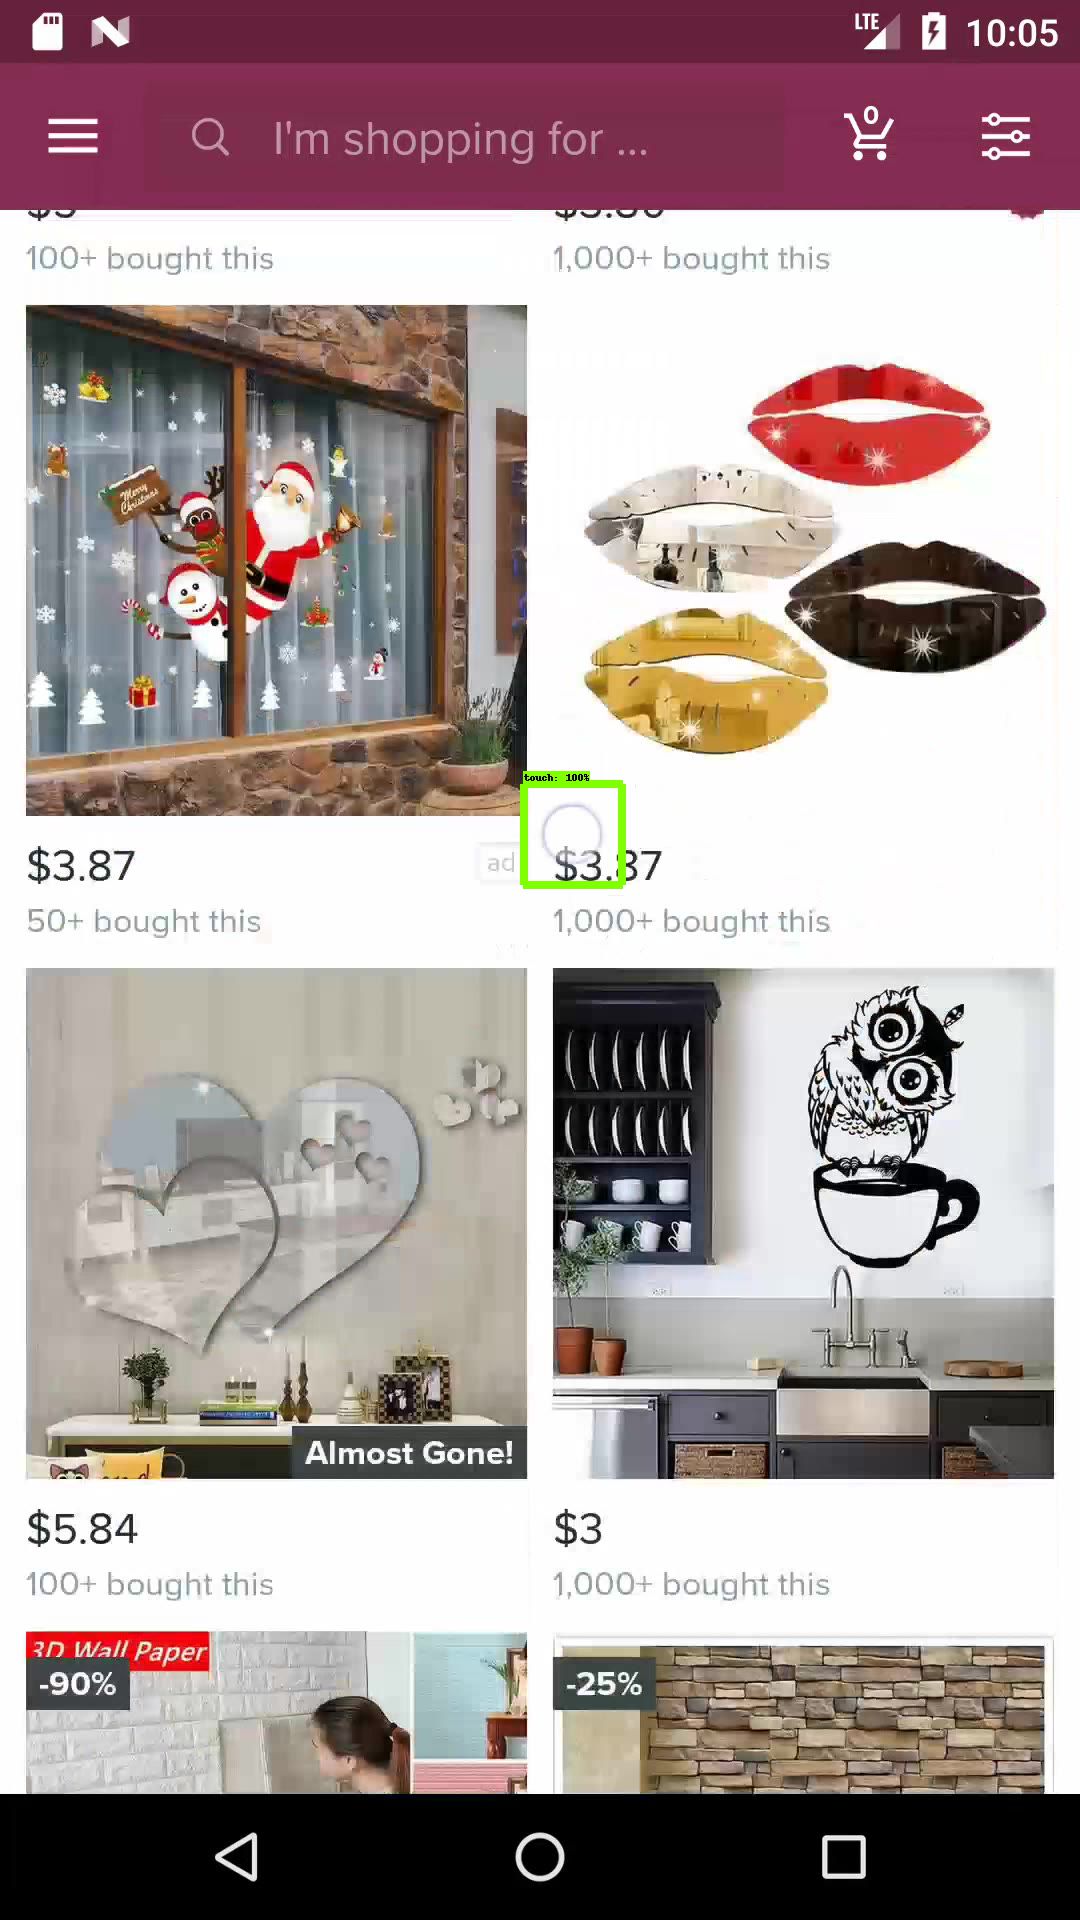 LTE
10:05
I'm shopping for ...
0
100+ bought this
1,000+ bought this
Merry
Christmas
touch: 100%
$3.87
ad
$3.87
50+ bought this
1,000+ bought this
Almost Gone!
$5.84
$3
100+ bought this
1,000+ bought this
3D Wall Paper
-90%
-25%